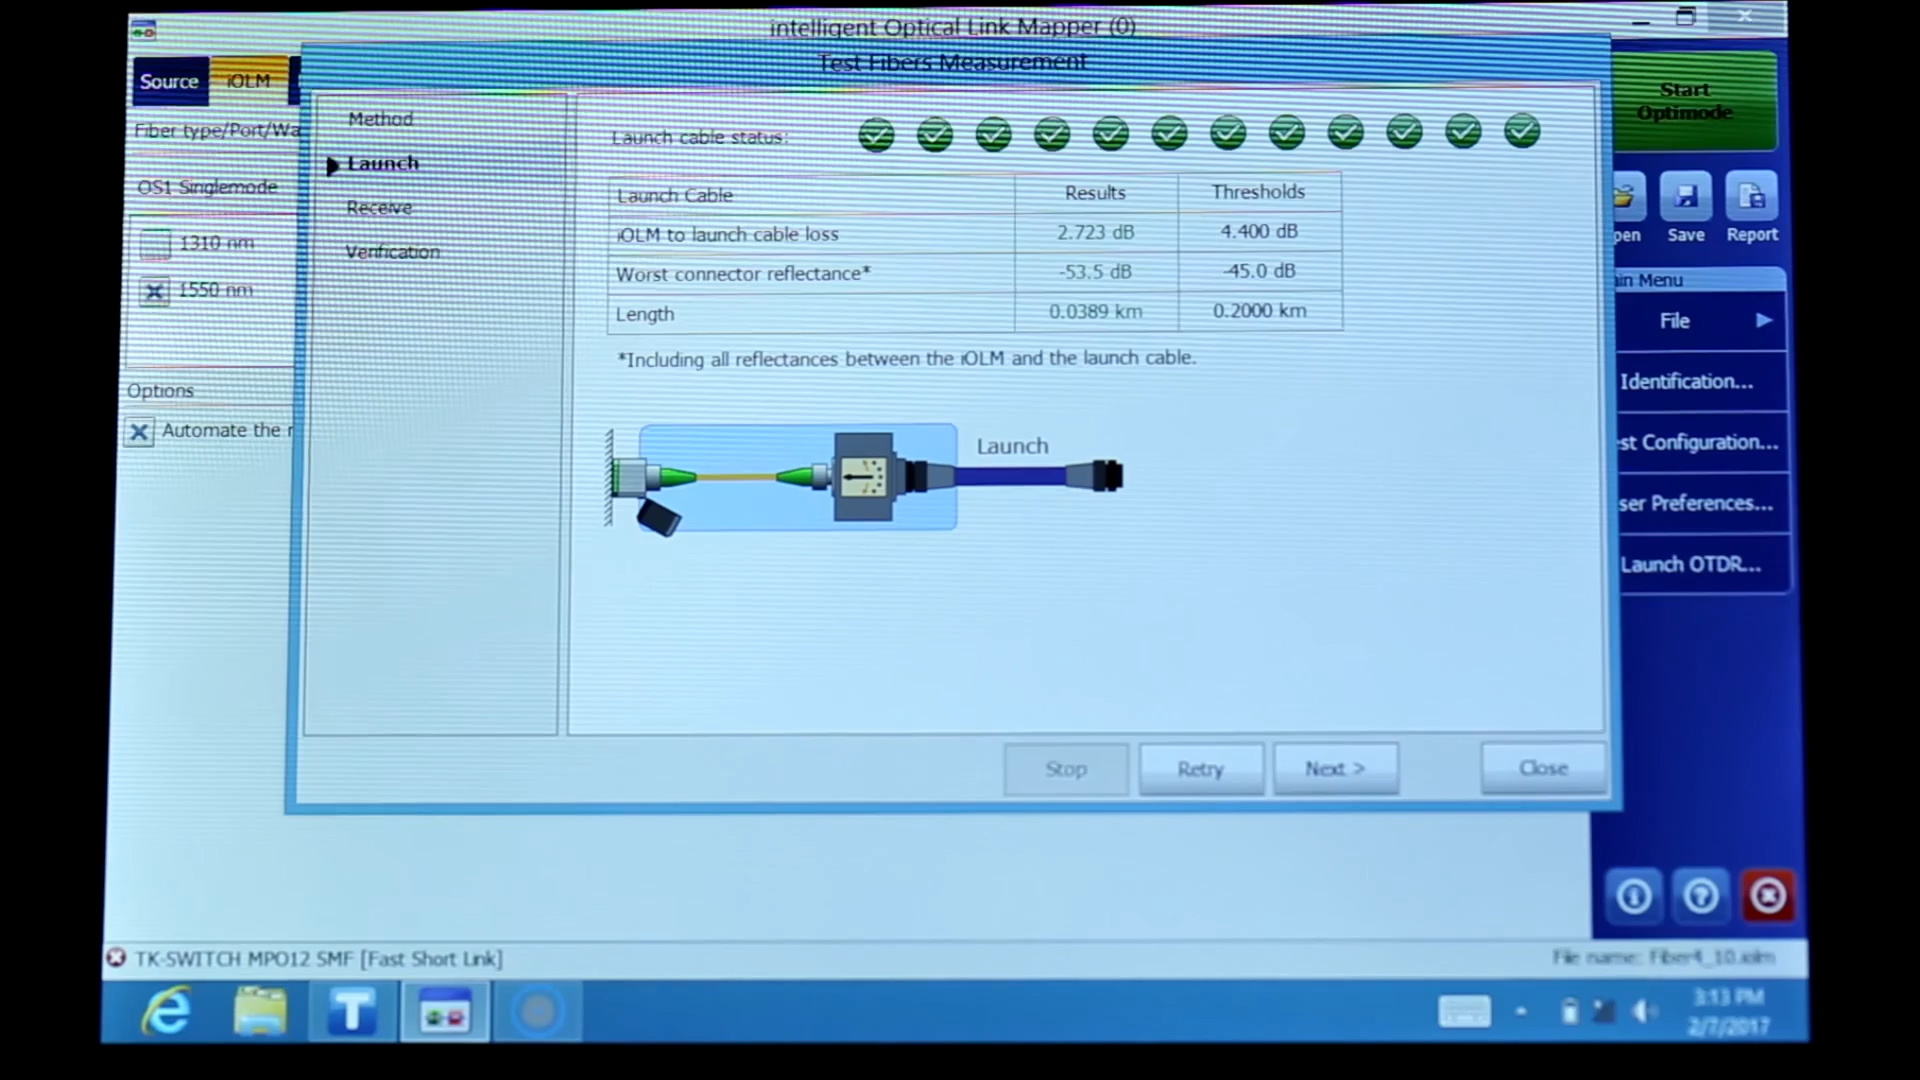 intelligent Optical Link Mapper (0)
Test Fibers Measurement
Source
iOLM
Fiber type/Port/Wa
OS1 Singlemode
1310 nm
1550 nm
Options
Automate the r
Method
Launch
Receive
Verification
Launch cable status:
Launch Cable Results Thresholds
iOLM to launch cable loss 2.723 dB 4.400 dB
Worst connector reflectance* -53.5 dB -45.0 dB
Length 0.0389 km 0.2000 km
*Including all reflectances between the iOLM and the launch cable.
Launch
Stop
Retry
Next >
Close
Start
Optimode
pen
Save
Report
in Menu
File
Identification...
st Configuration...
ser Preferences...
Launch OTDR...
TK-SWITCH MPO12 SMF [Fast Short Link]
File name: Fiber4_10.iolm
T
3:13 PM
2/7/2017